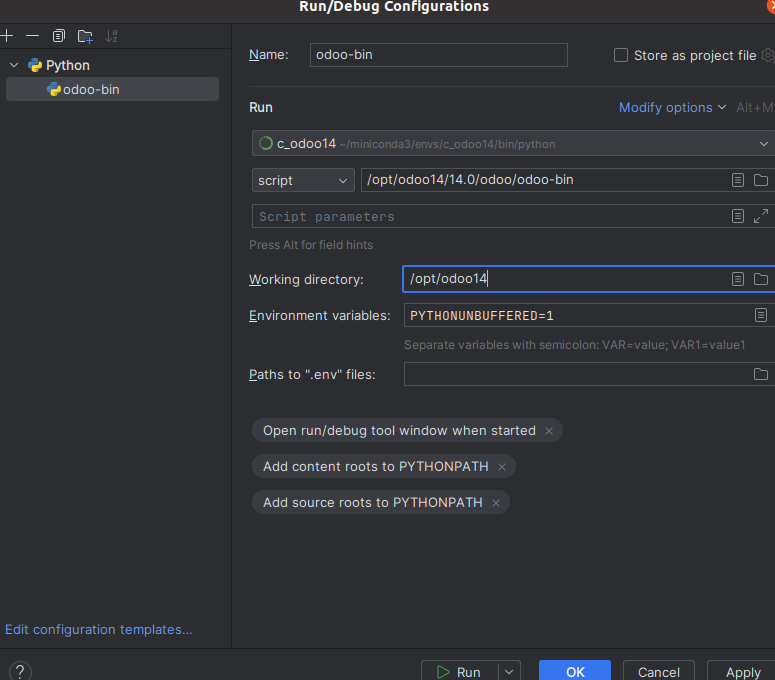 Run/Debug Configurations
Name: odoo-bin Store as project file
Python
odoo-bin
Run Modify options Alt+M
c_odoo14 ~/miniconda3/envs/c_odoo14/bin/python
script /opt/odoo14/14.0/odoo/odoo-bin
Script parameters
Press Alt for field hints
Working directory: /opt/odoo14
Environment variables: PYTHONUNBUFFERED=1
Separate variables with semicolon: VAR=value; VAR1=value1
Paths to ".env" files:
Open run/debug tool window when started ×
Add content roots to PYTHONPATH ×
Add source roots to PYTHONPATH ×
Edit configuration templates...
? Run OK Cancel Apply